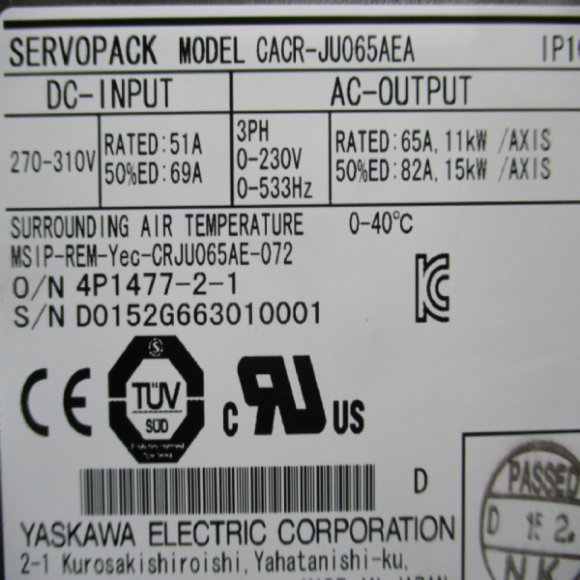 SERVOPACK MODEL CACR-JU065AEA
DC-INPUT AC-OUTPUT
270-310V RATED:51A 50%ED:69A
3PH 0-230V 0-533Hz
RATED:65A,11kW /AXIS
50%ED:82A,15kW /AXIS
SURROUNDING AIR TEMPERATURE 0-40℃
MSIP-REM-Yec-CRJU065AE-072
O/N 4P1477-2-1
S/N D0152G663010001
CE TÜV SÜD c RU US
D
YASKAWA ELECTRIC CORPORATION
2-1 Kurosakishiroishi, Yahatanishi-ku,
PASSED
D